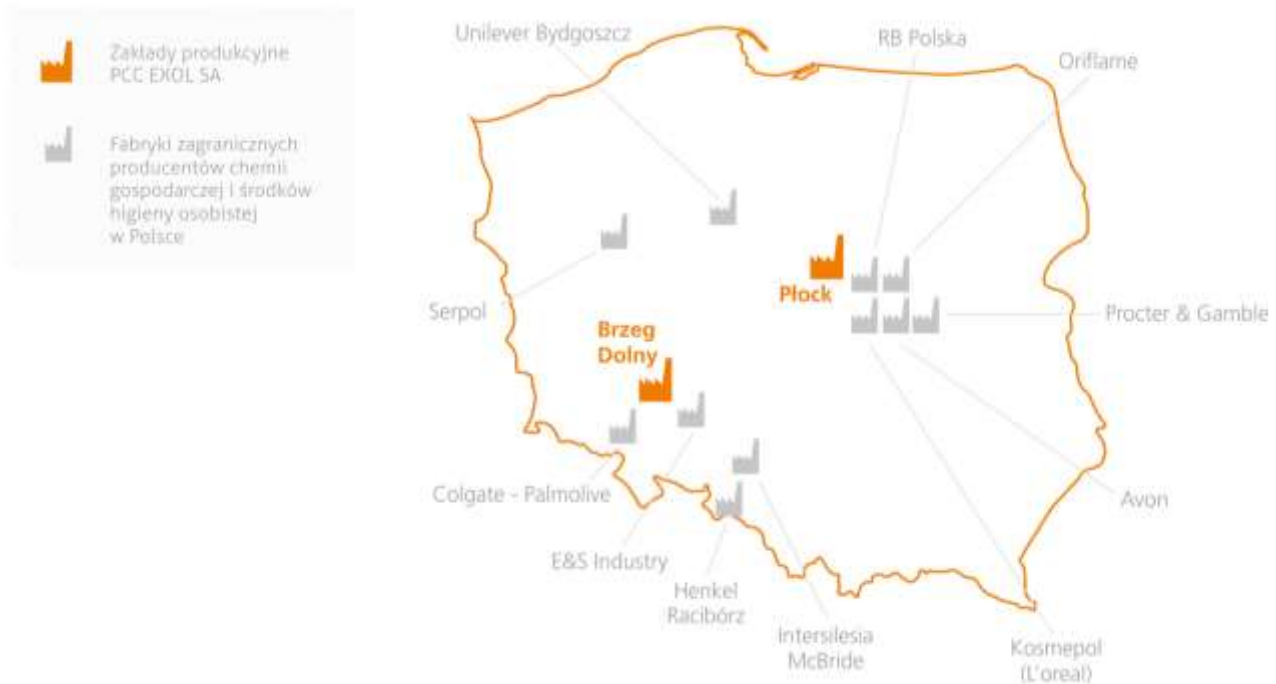 Zakłady produkcyjne
PCC EXOL SA
Fabryki zagranicznych
producentów chemii
gospodarczej i środków
higieny osobistej
w Polsce
Unilever Bydgoszcz
RB Polska
Oriflame
Serpol
Płock
Procter & Gamble
Brzeg
Dolny
Colgate - Palmolive
Avon
E&S Industry
Henkel
Racibórz
Intersilesia
McBride
Kosmepol
(L'oreal)